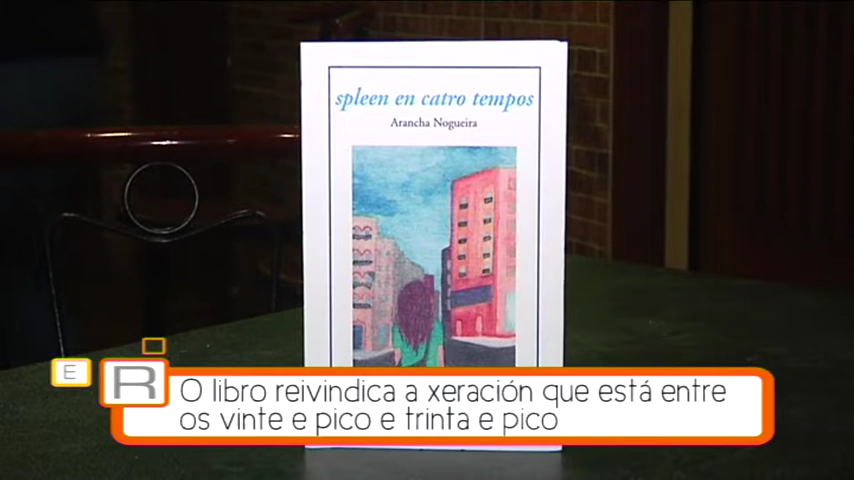 spleen en catro tempos
Arancha Nogueira
E
R
O libro reivindica a xeración que está entre
os vinte e pico e trinta e pico